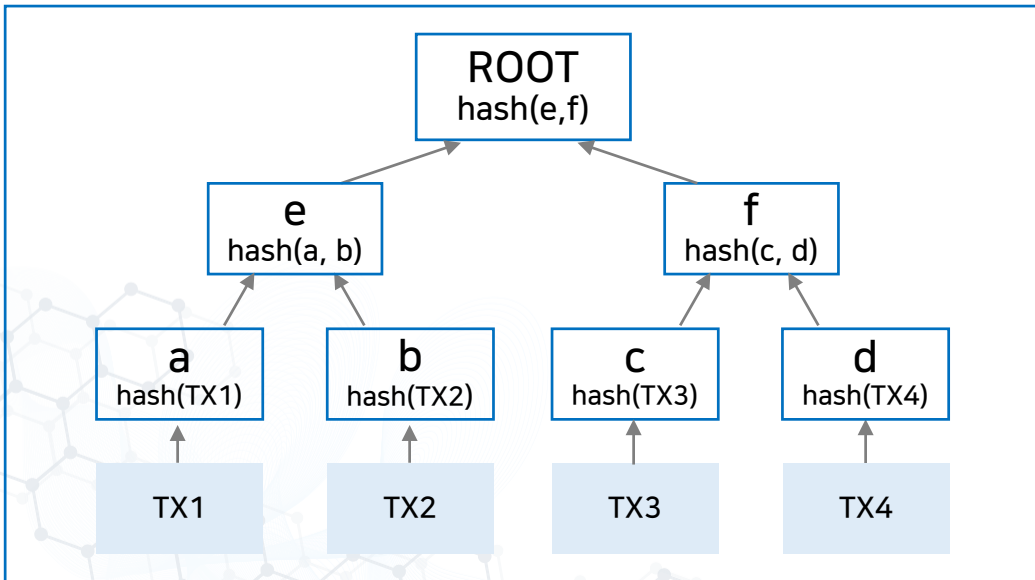 ROOT
hash(e,f)
e
hash(a, b)
f
hash(c, d)
a
hash(TX1)
b
hash(TX2)
c
hash(TX3)
d
hash(TX4)
TX1
TX2
TX3
TX4